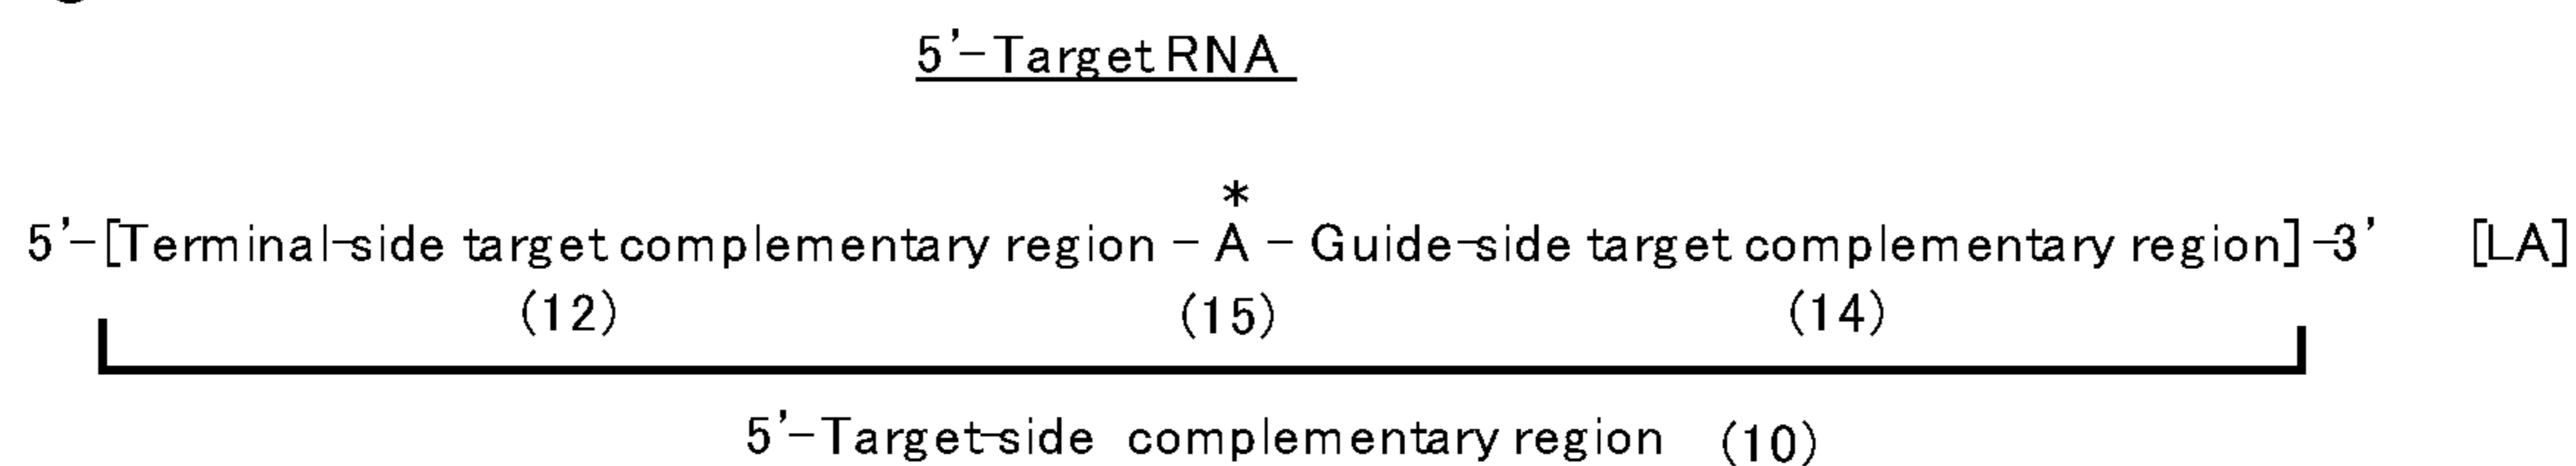 5'-Target RNA
*
5'-[Terminal-side target complementary region - A - Guide-side target complementary region]-3' [LA]
(12) (15) (14)
5'-Target-side complementary region (10)